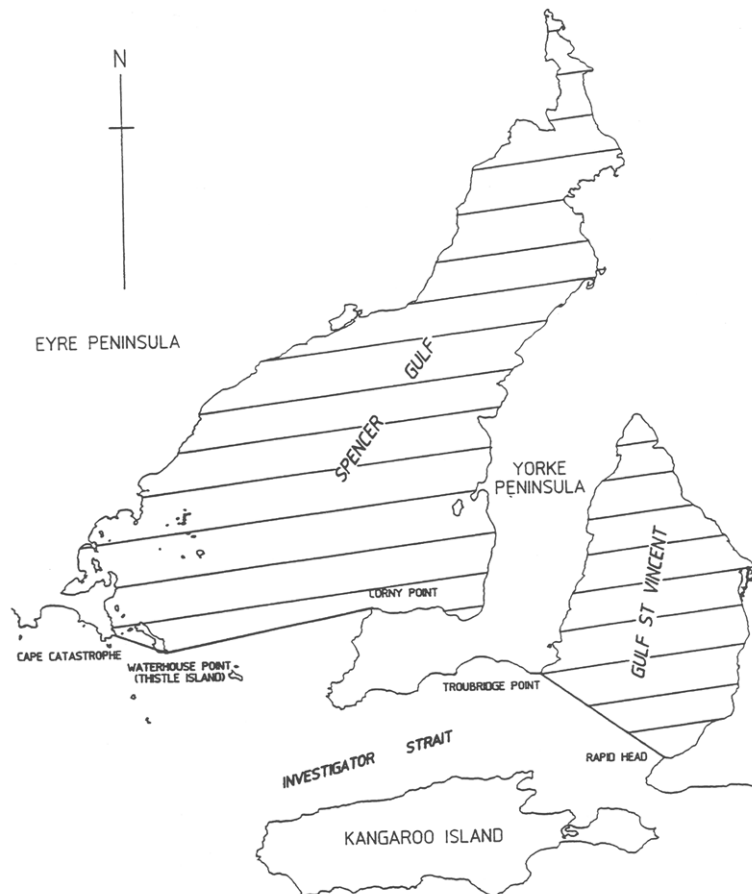 N
EYRE PENINSULA
SPENCER GULF
YORKE
PENINSULA
GULF ST VINCENT
CORNY POINT
CAPE CATASTROPHE
WATERHOUSE POINT
(THISTLE ISLAND)
TROUBRIDGE POINT
INVESTIGATOR STRAIT
RAPID HEAD
KANGAROO ISLAND